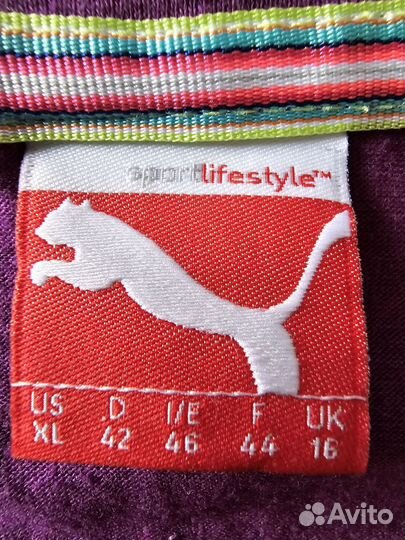 sportlifestyle™
US D I/E F UK
XL 42 46 44 16
Avito